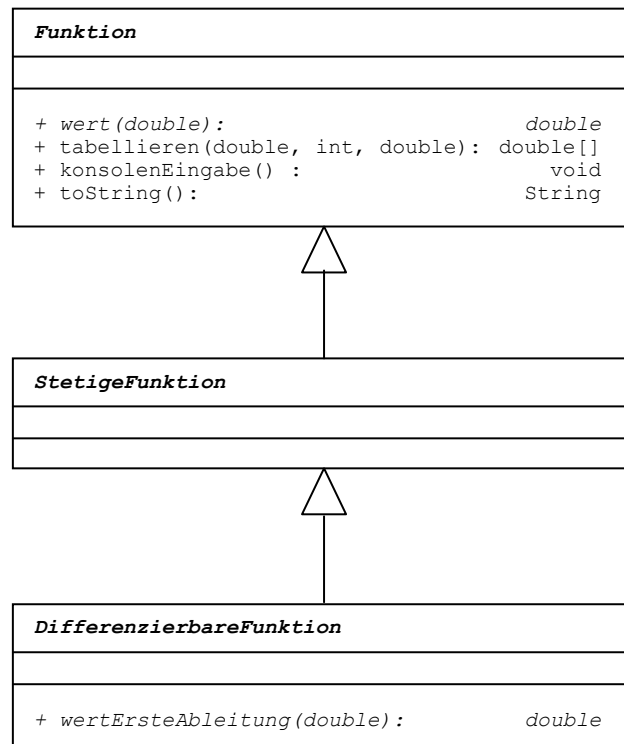 Funktion
+ wert(double): double
+ tabellieren(double, int, double): double[]
+ konsolenEingabe() : void
+ toString(): String
StetigeFunktion
DifferenzierbareFunktion
+ wertErsteAbleitung(double): double